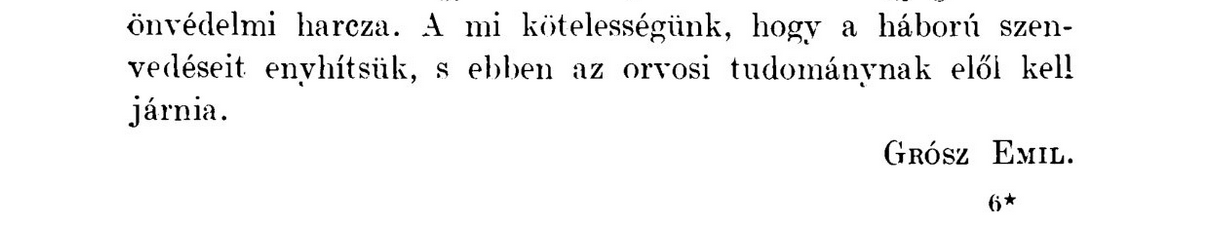 önvédelmi harcza. A mi kötelességünk, hogy a háború szen-
vedéseit enyhítsük, s ebben az orvosi tudománynak elől kell
járnia.
GRÓSZ EMIL.
6*